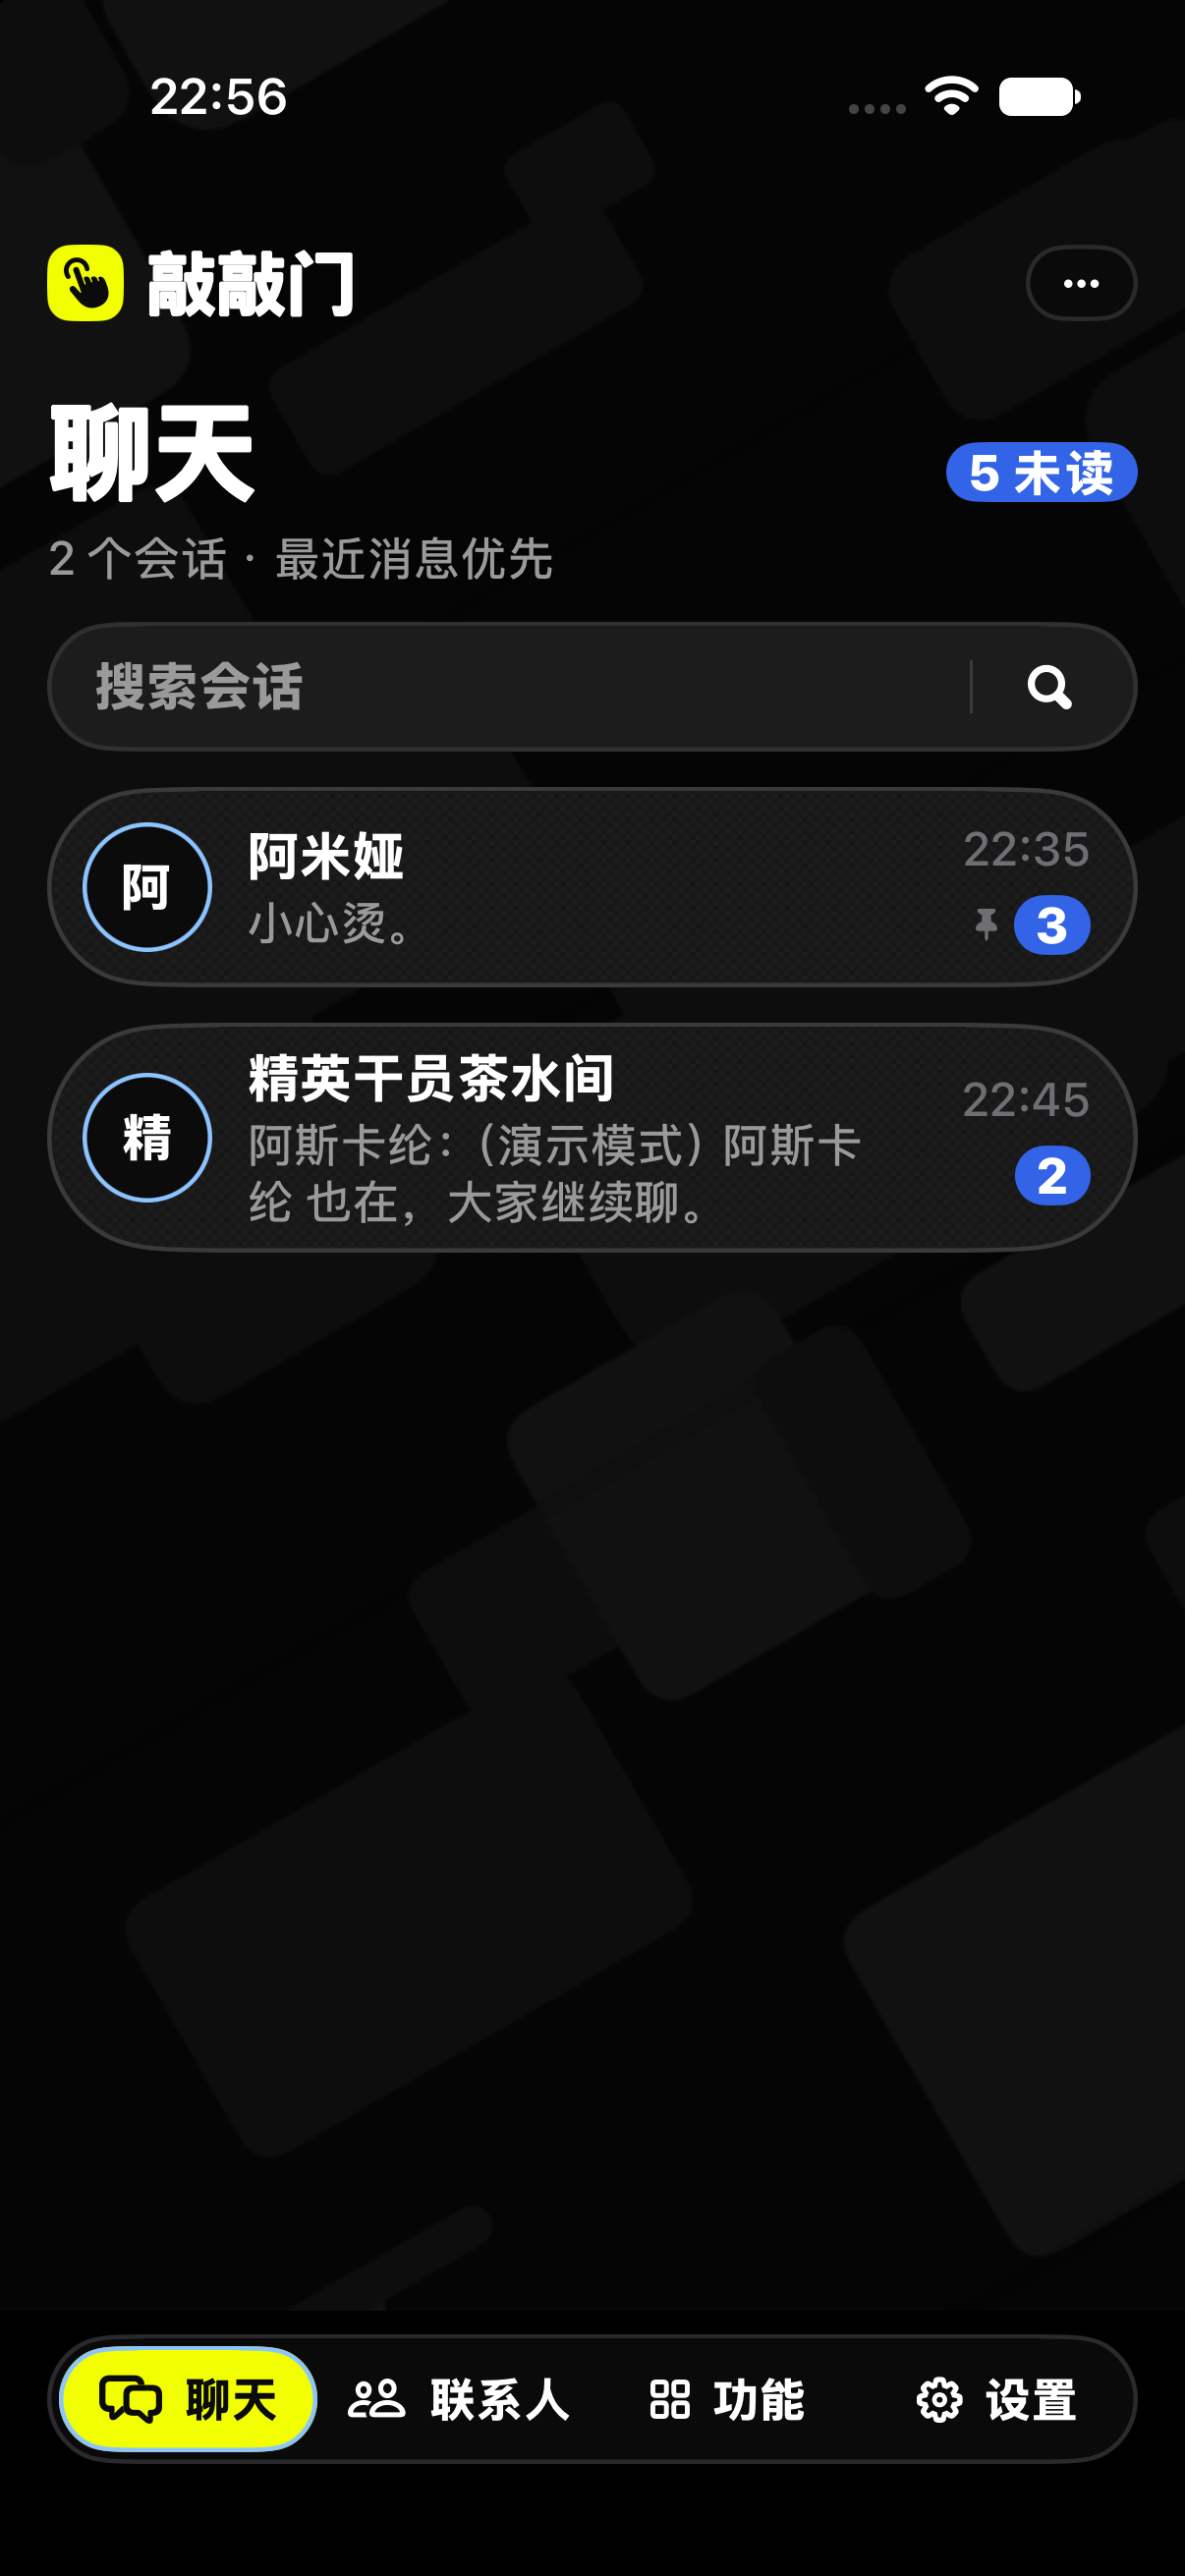 22:56
敲敲门
聊天
5 未读
2 个会话 · 最近消息优先
搜索会话
阿
阿米娅
22:35
小心烫。
3
精
精英干员茶水间
22:45
阿斯卡纶：（演示模式）阿斯卡
纶 也在，大家继续聊。
2
聊天
联系人
功能
设置